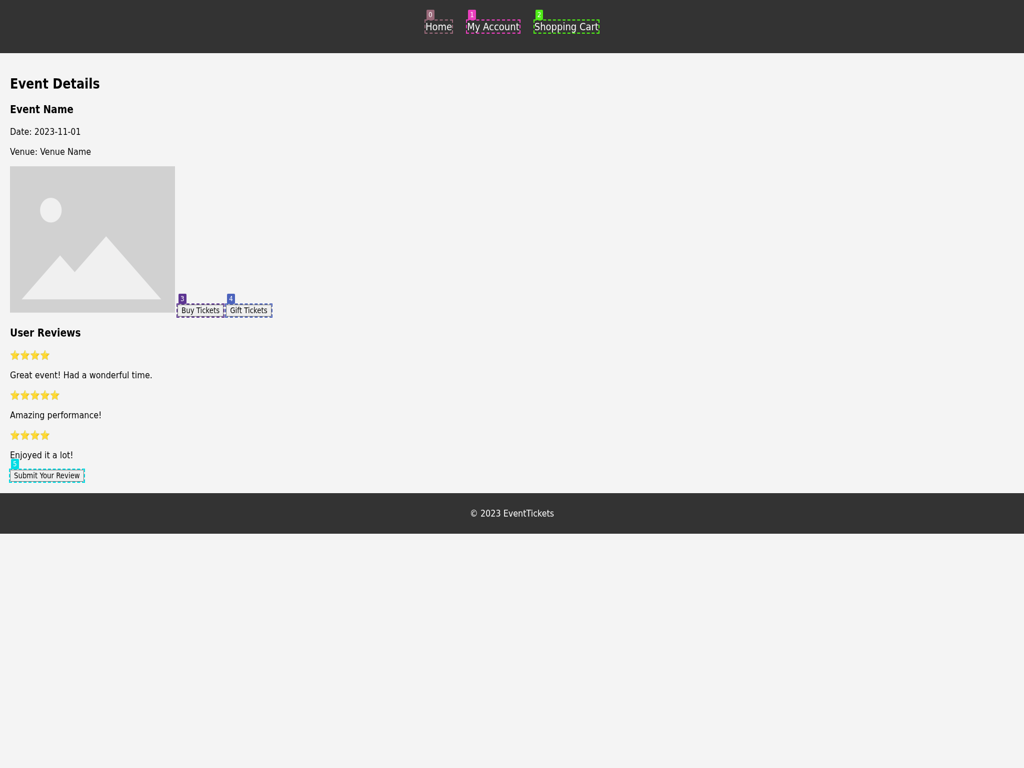 0 1 2
Home My Account Shopping Cart
Event Details
Event Name
Date: 2023-11-01
Venue: Venue Name
3 4
Buy Tickets Gift Tickets
User Reviews
⭐⭐⭐⭐
Great event! Had a wonderful time.
⭐⭐⭐⭐⭐
Amazing performance!
⭐⭐⭐⭐
Enjoyed it a lot!
5
Submit Your Review
© 2023 EventTickets